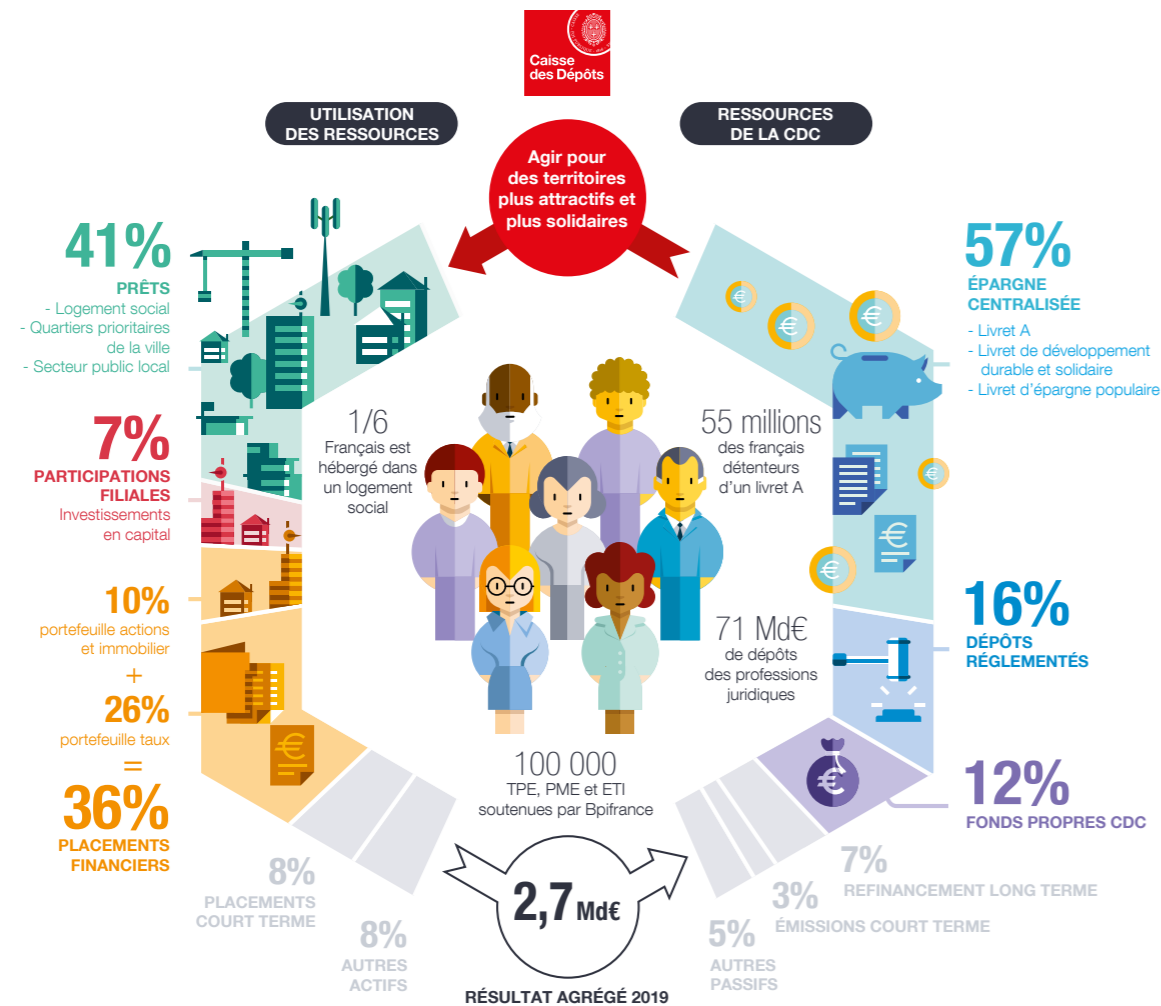 Caisse
des Dépôts
UTILISATION
DES RESSOURCES
RESSOURCES
DE LA CDC
Agir pour
des territoires
plus attractifs et
plus solidaires
41%
PRÊTS
- Logement social
- Quartiers prioritaires
de la ville
- Secteur public local
7%
PARTICIPATIONS
FILIALES
Investissements
en capital
10%
portefeuille actions
et immobilier
+
26%
portefeuille taux
=
36%
PLACEMENTS
FINANCIERS
8%
PLACEMENTS
COURT TERME
8%
AUTRES
ACTIFS
1/6
Français est
hébergé dans
un logement
social
55 millions
des français
détenteurs
d'un livret A
71 Md€
de dépôts
des professions
juridiques
100 000
TPE, PME et ETI
soutenues par Bpifrance
57%
ÉPARGNE
CENTRALISÉE
- Livret A
- Livret de développement
durable et solidaire
- Livret d'épargne populaire
16%
DÉPÔTS
RÉGLEMENTÉS
12%
FONDS PROPRES CDC
7%
REFINANCEMENT LONG TERME
3%
ÉMISSIONS COURT TERME
5%
AUTRES
PASSIFS
2,7 Md€
RÉSULTAT AGRÉGÉ 2019